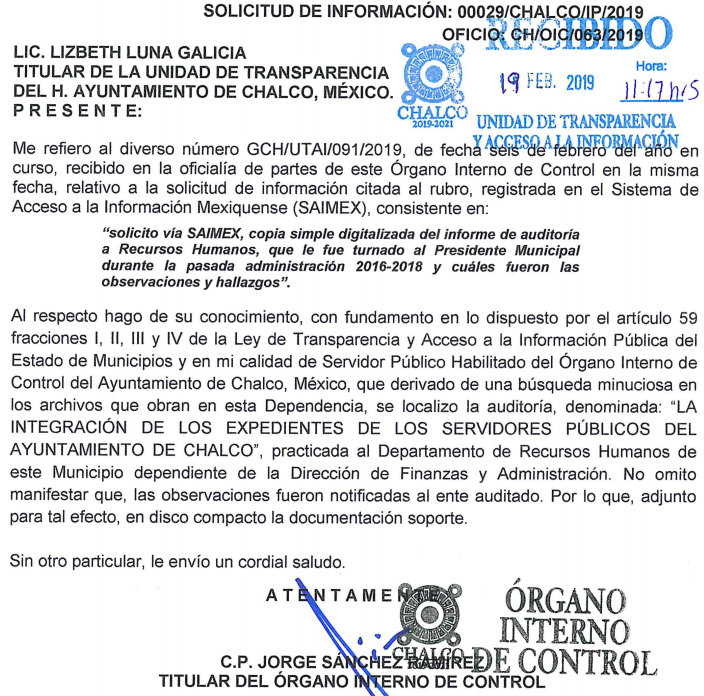 SOLICITUD DE INFORMACIÓN: 00029/CHALCO/IP/2019
OFICIO: CH/OIC/063/2019
RECIBIDO
LIC. LIZBETH LUNA GALICIA
TITULAR DE LA UNIDAD DE TRANSPARENCIA
DEL H. AYUNTAMIENTO DE CHALCO, MÉXICO.
P R E S E N T E:
CHALCO
2019-2021
Hora:
19 FEB. 2019 11:17 hrs
UNIDAD DE TRANSPARENCIA
Y ACCESO A LA INFORMACIÓN
Me refiero al diverso número GCH/UTAI/091/2019, de fecha seis de febrero del año en
curso, recibido en la oficialía de partes de este Órgano Interno de Control en la misma
fecha, relativo a la solicitud de información citada al rubro, registrada en el Sistema de
Acceso a la Información Mexiquense (SAIMEX), consistente en:
“solicito vía SAIMEX, copia simple digitalizada del informe de auditoría
a Recursos Humanos, que le fue turnado al Presidente Municipal
durante la pasada administración 2016-2018 y cuáles fueron las
observaciones y hallazgos”.
Al respecto hago de su conocimiento, con fundamento en lo dispuesto por el artículo 59
fracciones I, II, III y IV de la Ley de Transparencia y Acceso a la Información Pública del
Estado de Municipios y en mi calidad de Servidor Público Habilitado del Órgano Interno de
Control del Ayuntamiento de Chalco, México, que derivado de una búsqueda minuciosa en
los archivos que obran en esta Dependencia, se localizo la auditoría, denominada: “LA
INTEGRACIÓN DE LOS EXPEDIENTES DE LOS SERVIDORES PÚBLICOS DEL
AYUNTAMIENTO DE CHALCO”, practicada al Departamento de Recursos Humanos de
este Municipio dependiente de la Dirección de Finanzas y Administración. No omito
manifestar que, las observaciones fueron notificadas al ente auditado. Por lo que, adjunto
para tal efecto, en disco compacto la documentación soporte.
Sin otro particular, le envío un cordial saludo.
A T E N T A M E N T E
CHALCO
ÓRGANO
INTERNO
DE CONTROL
C.P. JORGE SÁNCHEZ RAMÍREZ
TITULAR DEL ÓRGANO INTERNO DE CONTROL